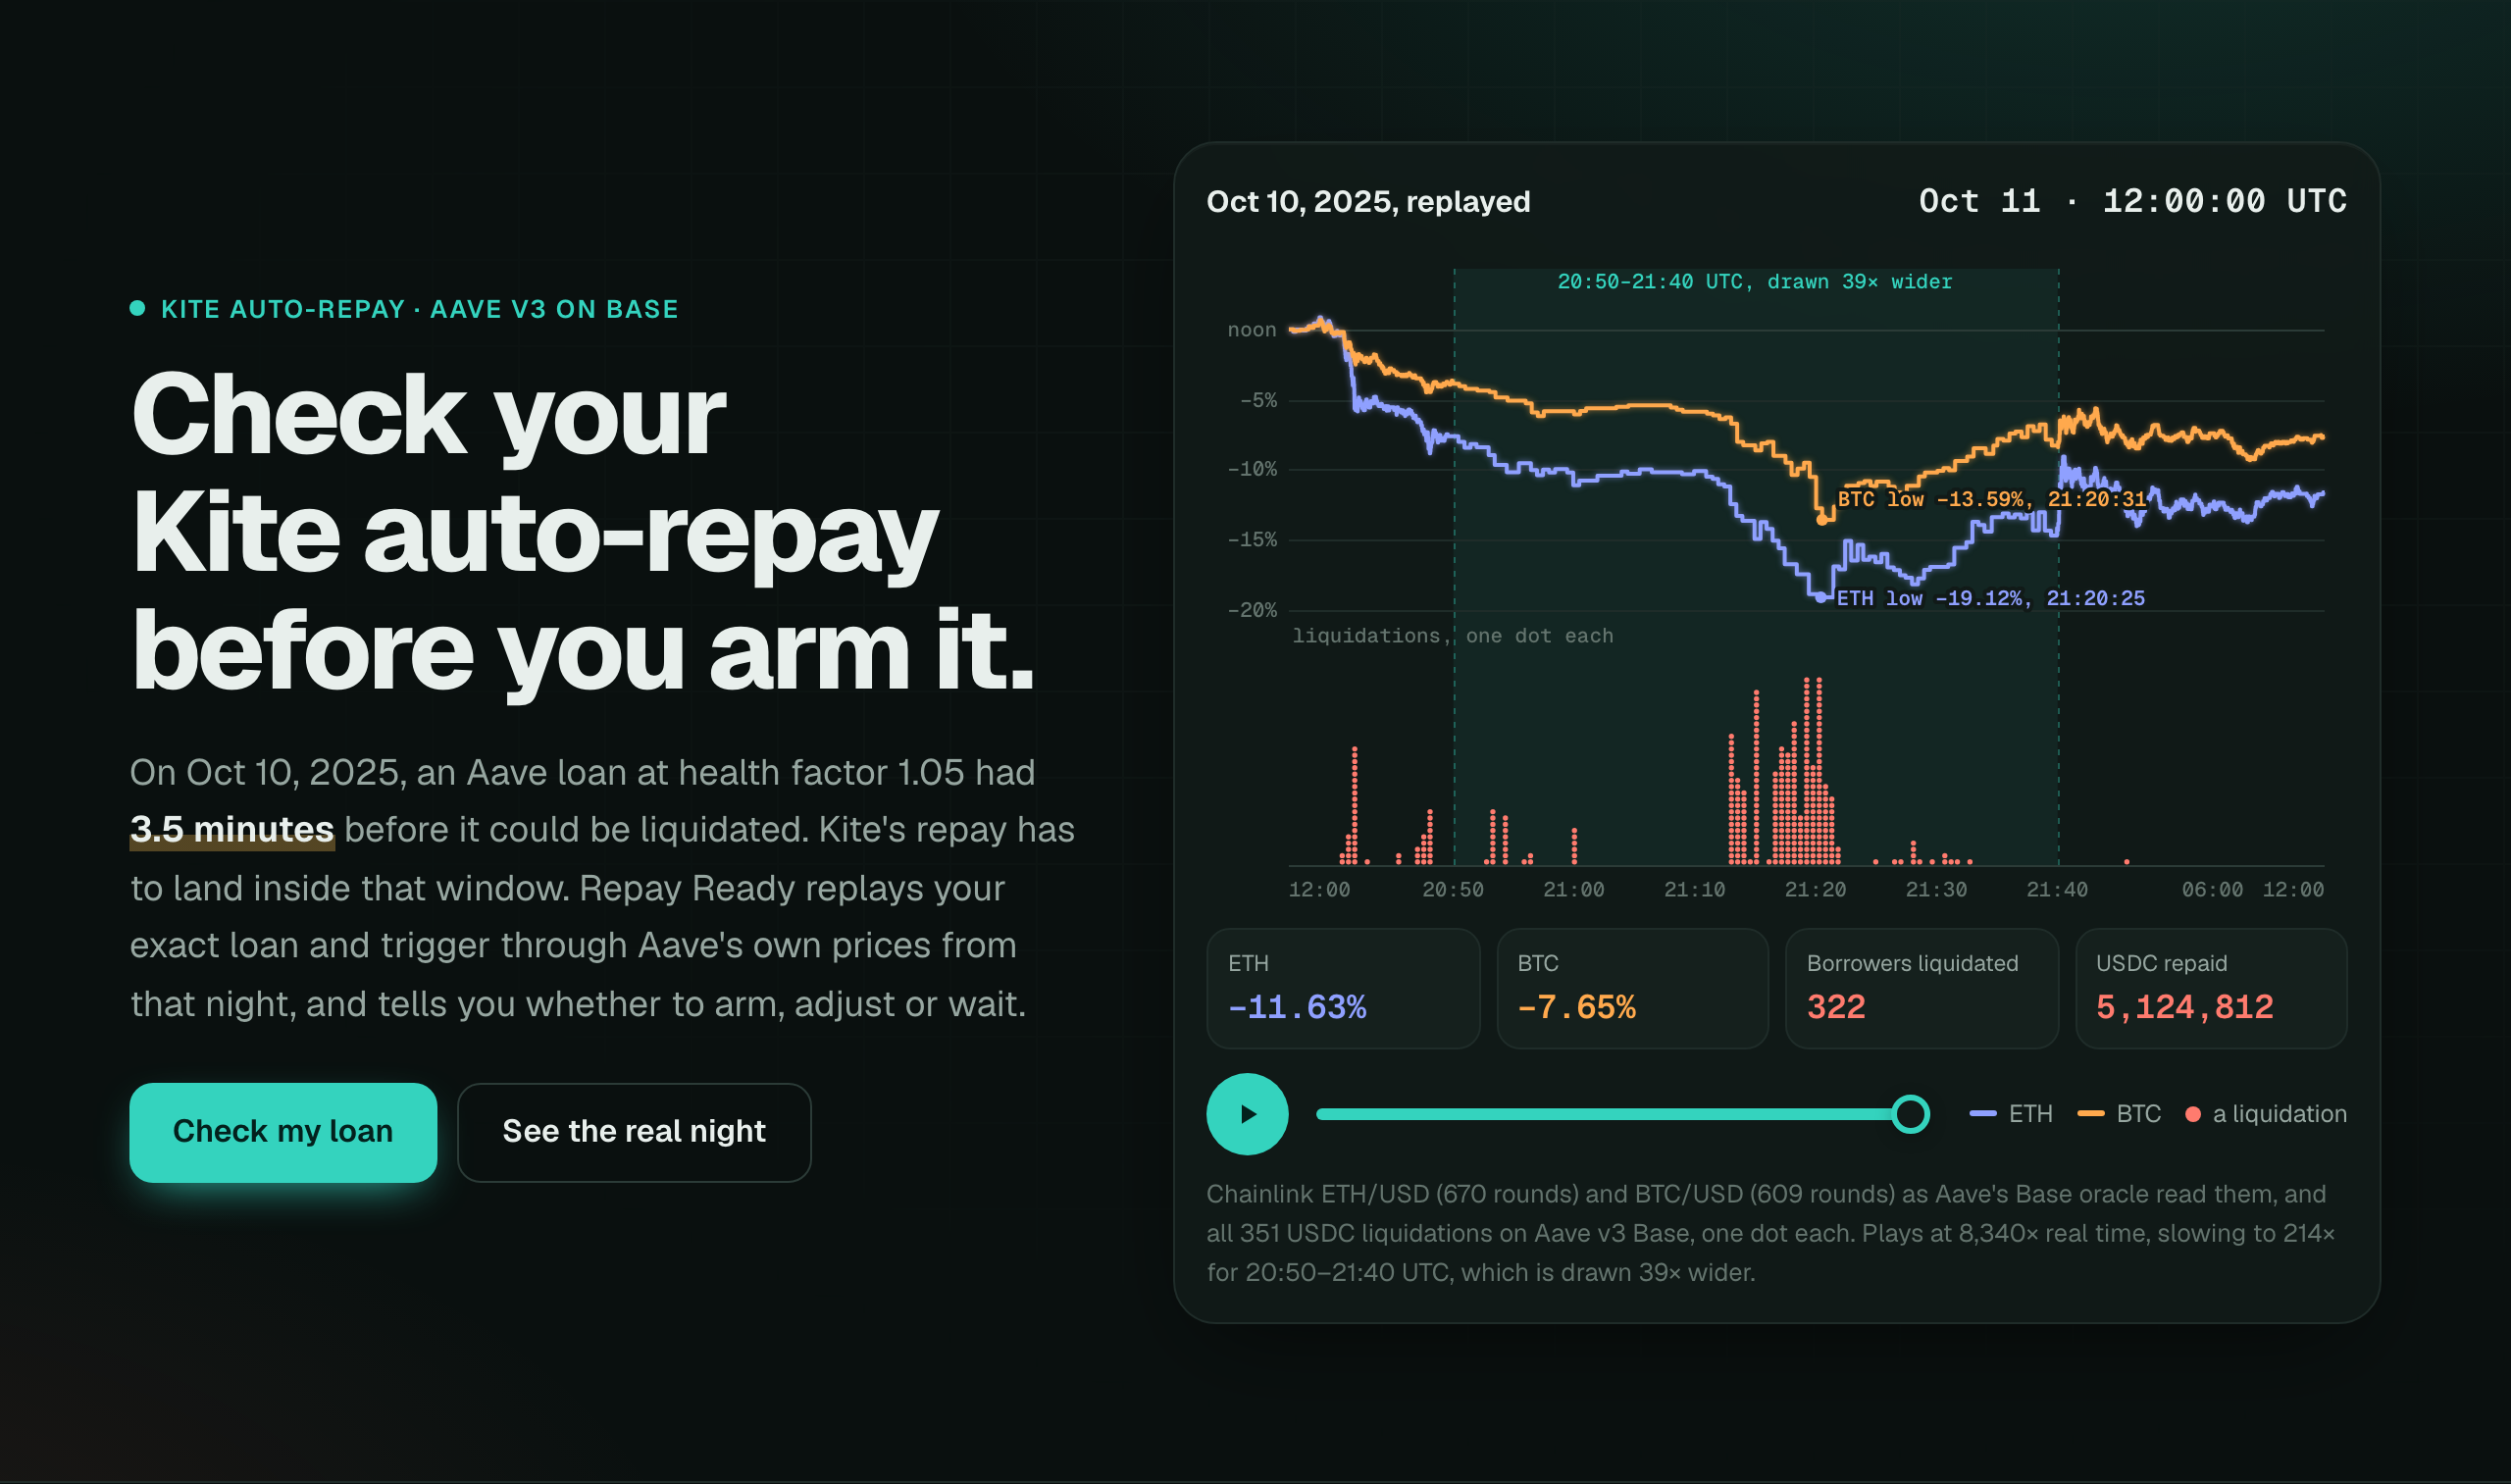 KITE AUTO-REPAY · AAVE V3 ON BASE
Check your
Kite auto-repay
before you arm it.
On Oct 10, 2025, an Aave loan at health factor 1.05 had
3.5 minutes before it could be liquidated. Kite's repay has
to land inside that window. Repay Ready replays your
exact loan and trigger through Aave's own prices from
that night, and tells you whether to arm, adjust or wait.
Check my loan
See the real night
Oct 10, 2025, replayed
Oct 11 · 12:00:00 UTC
20:50–21:40 UTC, drawn 39× wider
noon
−5%
−10%
−15%
−20%
BTC low −13.59%, 21:20:31
ETH low −19.12%, 21:20:25
liquidations, one dot each
12:00 20:50 21:00 21:10 21:20 21:30 21:40 06:00 12:00
ETH
−11.63%
BTC
−7.65%
Borrowers liquidated
322
USDC repaid
5,124,812
ETH BTC a liquidation
Chainlink ETH/USD (670 rounds) and BTC/USD (609 rounds) as Aave's Base oracle read them, and
all 351 USDC liquidations on Aave v3 Base, one dot each. Plays at 8,340× real time, slowing to 214×
for 20:50–21:40 UTC, which is drawn 39× wider.